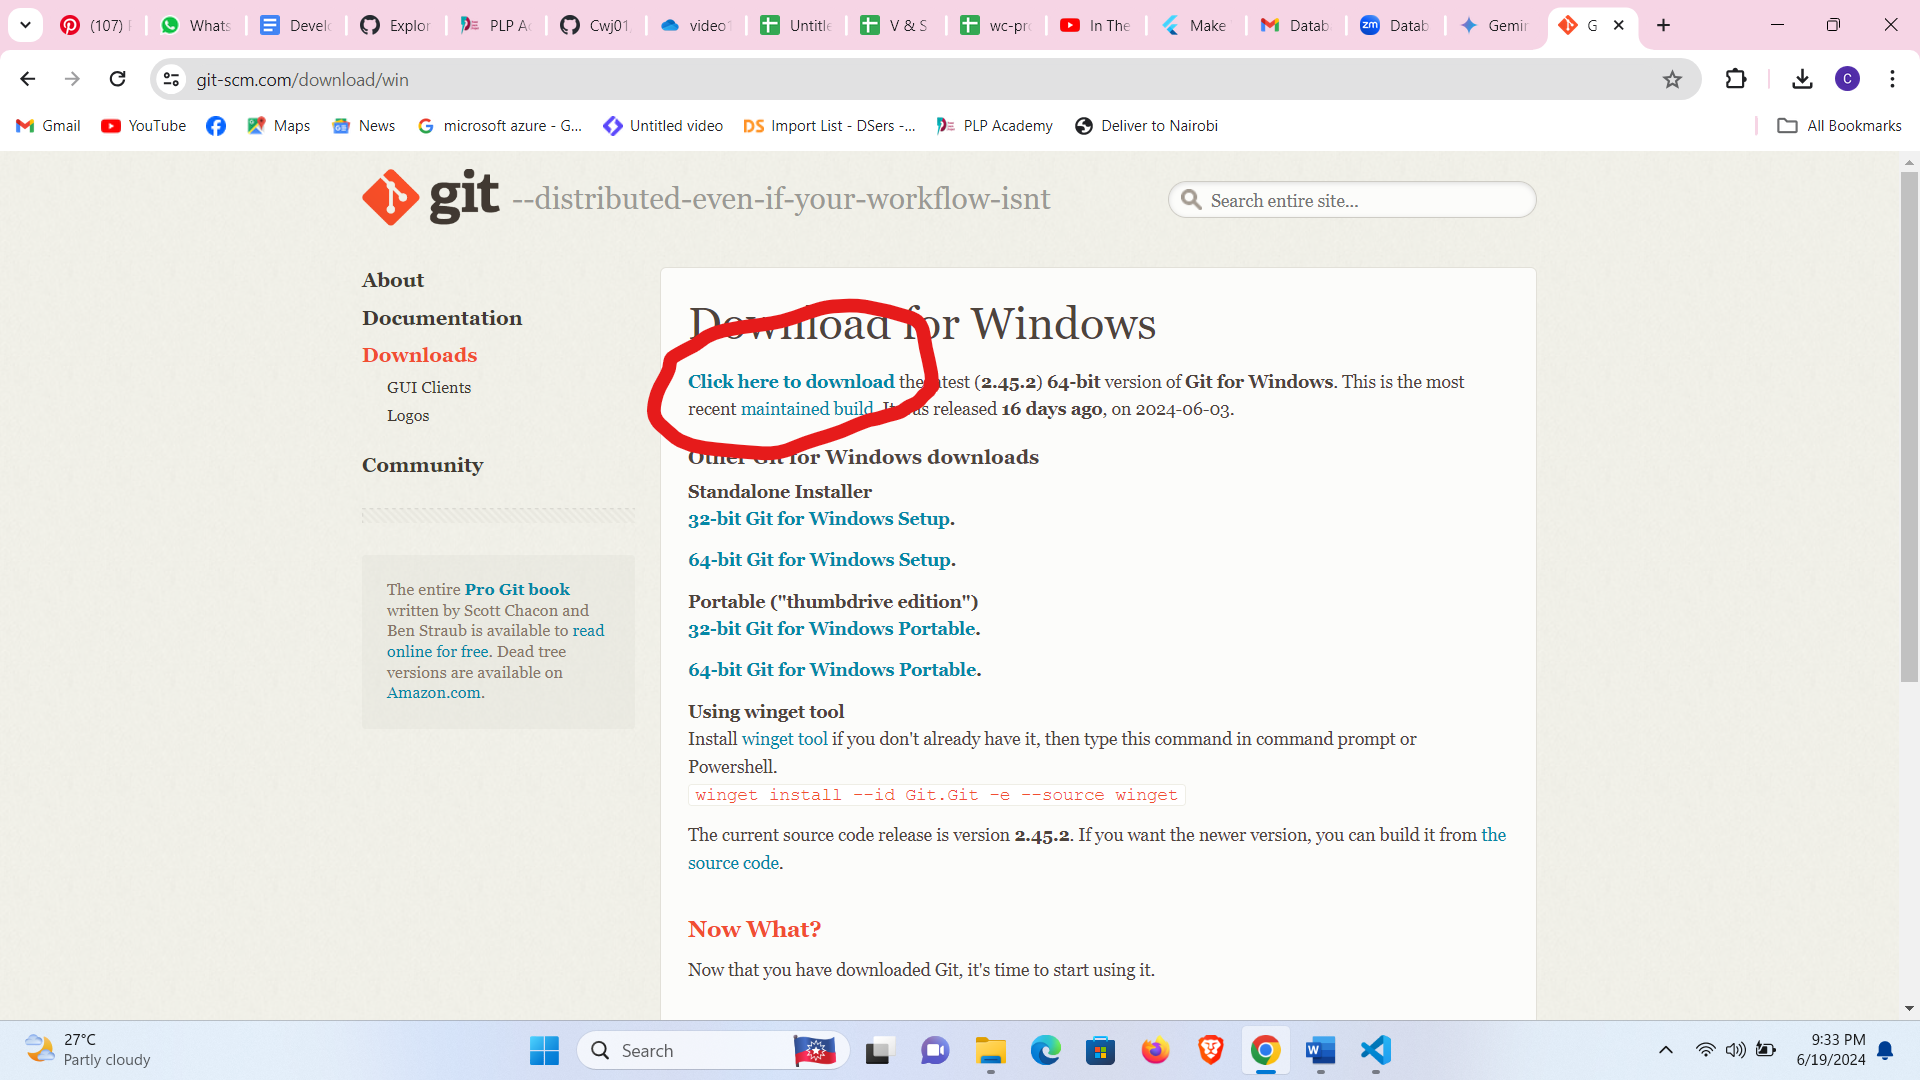 (107)
Whats
Develo
Explor
PLP Ac
Cwj01
video1
Untitle
V & S
wc-pro
In The
Make
Datab
zm
Datab
Gemin
G
git-scm.com/download/win
C
Gmail
YouTube
Maps
News
microsoft azure - G...
Untitled video
DS Import List - DSers -...
PLP Academy
Deliver to Nairobi
All Bookmarks
git --distributed-even-if-your-workflow-isnt
Search entire site...
About
Documentation
Downloads
GUI Clients
Logos
Community
The entire Pro Git book
written by Scott Chacon and
Ben Straub is available to read
online for free. Dead tree
versions are available on
Amazon.com.
Download for Windows
Click here to download the latest (2.45.2) 64-bit version of Git for Windows. This is the most
recent maintained build. It was released 16 days ago, on 2024-06-03.
Other Git for Windows downloads
Standalone Installer
32-bit Git for Windows Setup.
64-bit Git for Windows Setup.
Portable ("thumbdrive edition")
32-bit Git for Windows Portable.
64-bit Git for Windows Portable.
Using winget tool
Install winget tool if you don't already have it, then type this command in command prompt or
Powershell.
winget install --id Git.Git -e --source winget
The current source code release is version 2.45.2. If you want the newer version, you can build it from the
source code.
Now What?
Now that you have downloaded Git, it's time to start using it.
27°C
Partly cloudy
Search
9:33 PM
6/19/2024